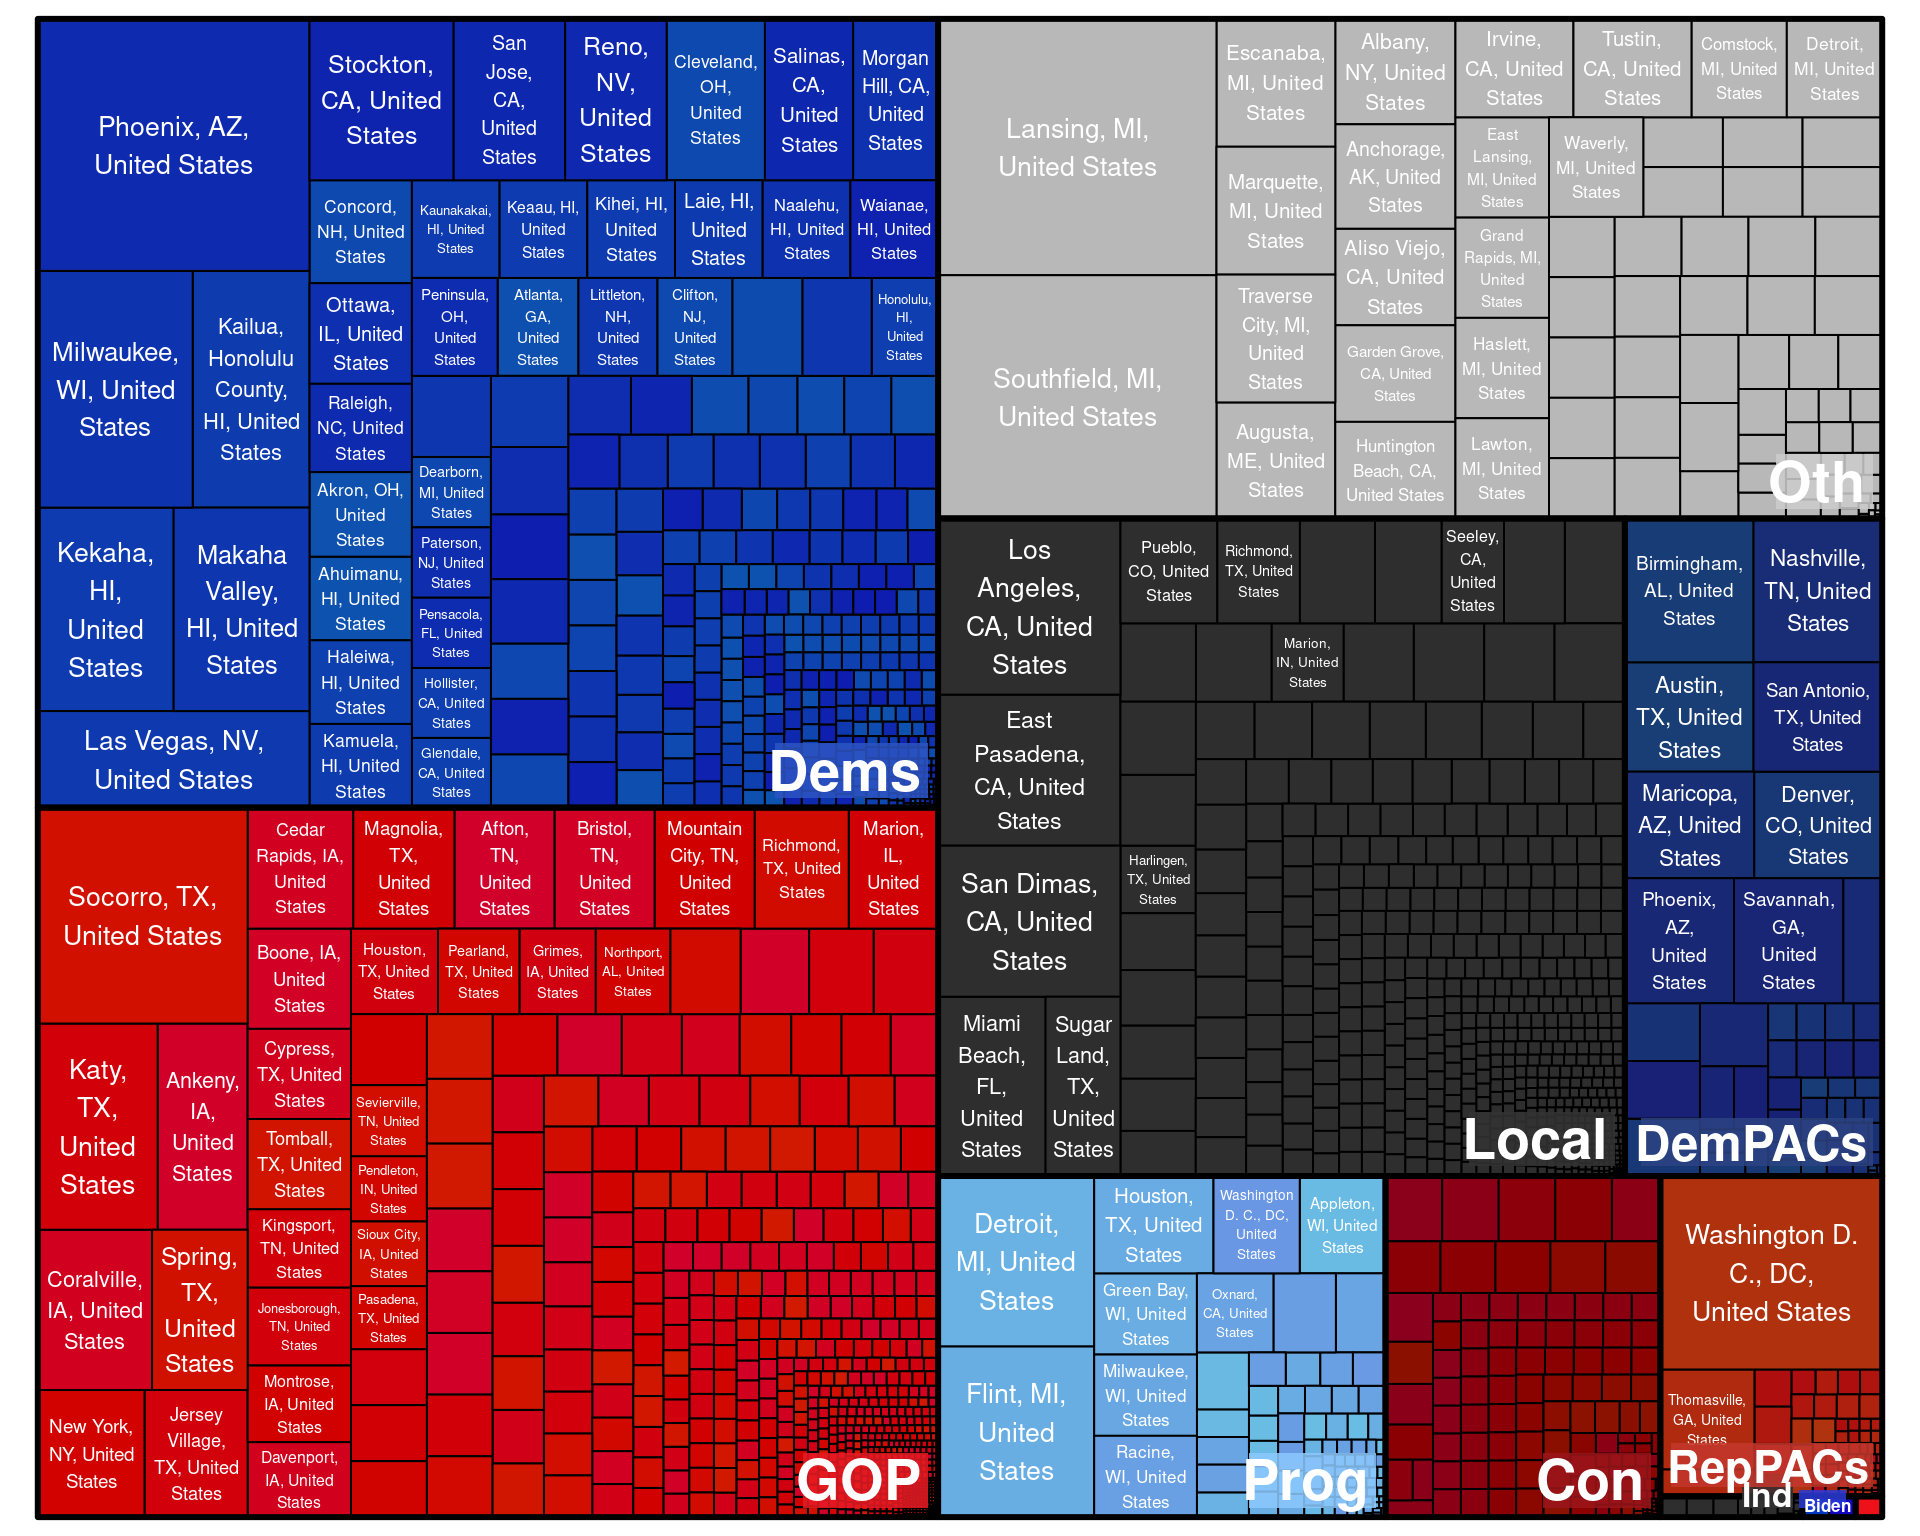 Phoenix, AZ,
United States
Milwaukee,
WI, United
States
Kailua,
Honolulu
County,
HI, United
States
Kekaha,
HI,
United
States
Makaha
Valley,
HI, United
States
Las Vegas, NV,
United States
Stockton,
CA, United
States
San
Jose,
CA,
United
States
Reno,
NV,
United
States
Cleveland,
OH,
United
States
Salinas,
CA,
United
States
Morgan
Hill, CA,
United
States
Concord,
NH, United
States
Kaunakakai,
HI, United
States
Keaau, HI,
United
States
Kihei, HI,
United
States
Laie, HI,
United
States
Naalehu,
HI, United
States
Waianae,
HI, United
States
Ottawa,
IL, United
States
Peninsula,
OH,
United
States
Atlanta,
GA,
United
States
Littleton,
NH,
United
States
Clifton,
NJ,
United
States
Honolulu,
HI,
United
States
Raleigh,
NC, United
States
Akron, OH,
United
States
Ahuimanu,
HI, United
States
Haleiwa,
HI, United
States
Kamuela,
HI, United
States
Dearborn,
MI, United
States
Paterson,
NJ, United
States
Pensacola,
FL, United
States
Hollister,
CA, United
States
Glendale,
CA, United
States
Dems
Lansing, MI,
United States
Southfield, MI,
United States
Escanaba,
MI, United
States
Marquette,
MI, United
States
Traverse
City, MI,
United
States
Augusta,
ME, United
States
Albany,
NY, United
States
Anchorage,
AK, United
States
Aliso Viejo,
CA, United
States
Garden Grove,
CA, United
States
Huntington
Beach, CA,
United States
Irvine,
CA, United
States
Tustin,
CA, United
States
Comstock,
MI, United
States
Detroit,
MI, United
States
East
Lansing,
MI, United
States
Waverly,
MI, United
States
Grand
Rapids, MI,
United
States
Haslett,
MI, United
States
Lawton,
MI, United
States
Oth
Los
Angeles,
CA, United
States
East
Pasadena,
CA, United
States
San Dimas,
CA, United
States
Miami
Beach,
FL,
United
States
Sugar
Land,
TX,
United
States
Pueblo,
CO, United
States
Richmond,
TX, United
States
Seeley,
CA,
United
States
Marion,
IN, United
States
Harlingen,
TX, United
States
Local
Birmingham,
AL, United
States
Nashville,
TN, United
States
Austin,
TX, United
States
San Antonio,
TX, United
States
Maricopa,
AZ, United
States
Denver,
CO, United
States
Phoenix,
AZ,
United
States
Savannah,
GA,
United
States
DemPACs
Socorro, TX,
United States
Katy,
TX,
United
States
Ankeny,
IA,
United
States
Coralville,
IA, United
States
Spring,
TX,
United
States
New York,
NY, United
States
Jersey
Village,
TX, United
States
Cedar
Rapids, IA,
United
States
Magnolia,
TX,
United
States
Afton,
TN,
United
States
Bristol,
TN,
United
States
Mountain
City, TN,
United
States
Richmond,
TX, United
States
Marion,
IL,
United
States
Boone, IA,
United
States
Houston,
TX, United
States
Pearland,
TX, United
States
Grimes,
IA, United
States
Northport,
AL, United
States
Cypress,
TX, United
States
Tomball,
TX, United
States
Kingsport,
TN, United
States
Jonesborough,
TN, United
States
Montrose,
IA, United
States
Davenport,
IA, United
States
Sevierville,
TN, United
States
Pendleton,
IN, United
States
Sioux City,
IA, United
States
Pasadena,
TX, United
States
GOP
Detroit,
MI, United
States
Flint, MI,
United
States
Houston,
TX, United
States
Washington
D. C., DC,
United
States
Appleton,
WI, United
States
Green Bay,
WI, United
States
Oxnard,
CA, United
States
Milwaukee,
WI, United
States
Racine,
WI, United
States
Prog
Con
Washington D.
C., DC,
United States
Thomasville,
GA, United
States
RepPACs
Ind
Biden